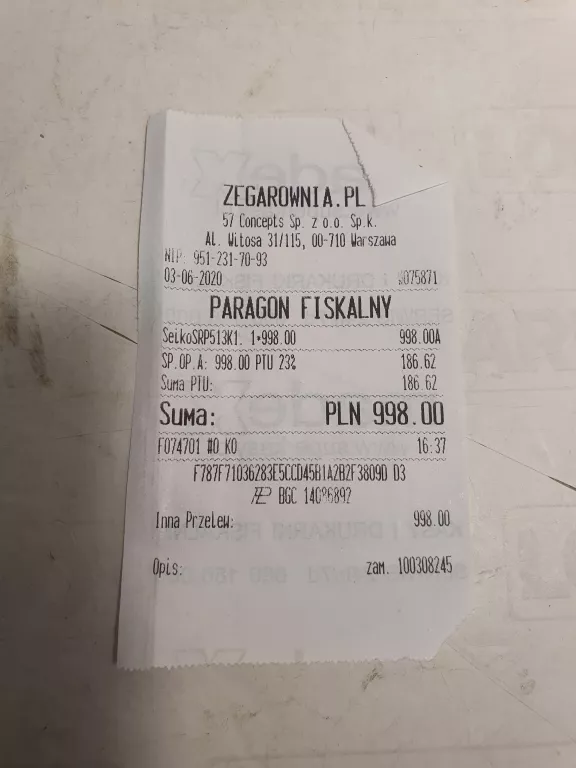 ZEGAROWNIA.PL
57 Concepts Sp. z o.o. Sp.k.
Al. Witosa 31/115, 00-710 Warszawa
NIP: 951-231-70-93
03-06-2020 W075871
PARAGON FISKALNY
SeikoSRP513K1. 1*998.00 998.00A
SP.OP.A: 998.00 PTU 23% 186.62
Suma PTU: 186.62
SUMA: PLN 998.00
F074701 #0 KO 16:37
F787F71036283E5CCD45B1A2B2F3809D D3
BGC 14036892
Inna Przelew: 998.00
Opis: zam. 100308245